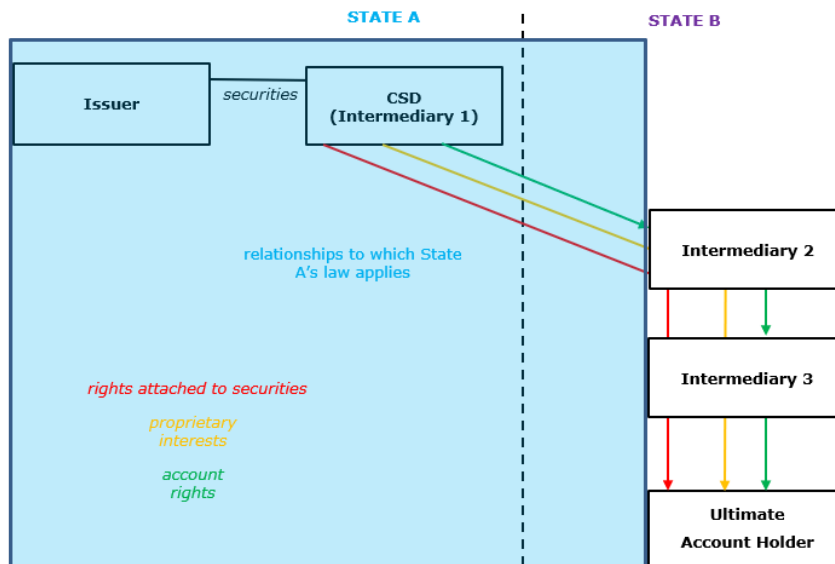 STATE A
STATE B
Issuer
securities
CSD
(Intermediary 1)
Intermediary 2
relationships to which State
A's law applies
Intermediary 3
rights attached to securities
proprietary
interests
account
rights
Ultimate
Account Holder